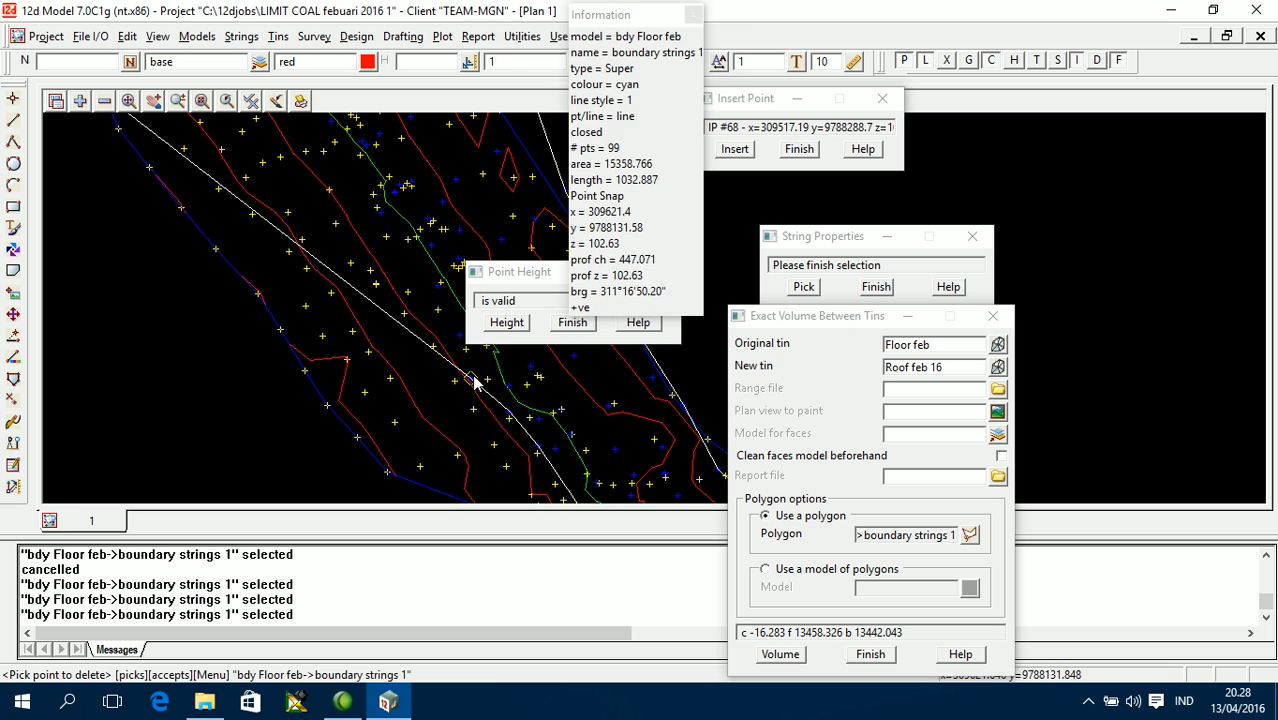 12d Model 7.0C1g (nt.x86) - Project "C:\12djobs\LIMIT COAL febuari 2016 1" - Client "TEAM-MGN" - [Plan 1]
Project File I/O Edit View Models Strings Tins Survey Design Drafting Plot Report Utilities Use
N N base red H 1 1 T 10 P L X G C H T S I D F
Information
model = bdy Floor feb
name = boundary strings 1
type = Super
colour = cyan
line style = 1
pt/line = line
closed
# pts = 99
area = 15358.766
length = 1032.887
Point Snap
x = 309621.4
y = 9788131.58
z = 102.63
prof ch = 447.071
prof z = 102.63
brg = 311°16'50.20"
+ve
Insert Point
IP #68 - x=309517.19 y=9788288.7 z=1
Insert Finish Help
Point Height
is valid
Height Finish Help
String Properties
Please finish selection
Pick Finish Help
Exact Volume Between Tins
Original tin Floor feb
New tin Roof feb 16
Range file
Plan view to paint
Model for faces
Clean faces model beforehand
Report file
Polygon options
Use a polygon
Polygon >boundary strings 1
Use a model of polygons
Model
c -16.283 f 13458.326 b 13442.043
Volume Finish Help
1
"bdy Floor feb->boundary strings 1" selected
cancelled
"bdy Floor feb->boundary strings 1" selected
"bdy Floor feb->boundary strings 1" selected
"bdy Floor feb->boundary strings 1" selected
Messages
<Pick point to delete> [picks][accepts][Menu] "bdy Floor feb->boundary strings 1"
y=9788131.848
IND
20.28
13/04/2016